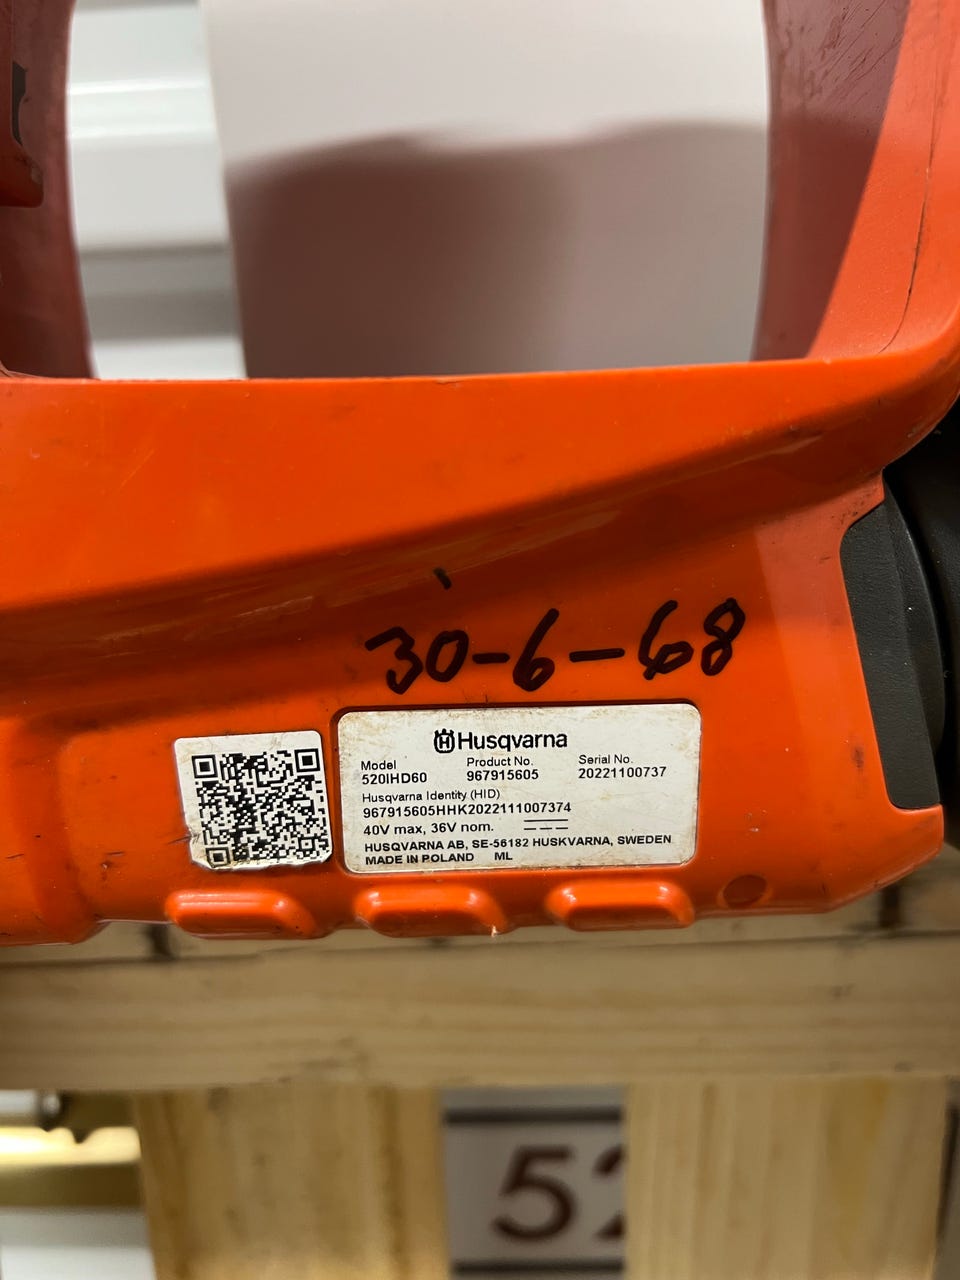 30-6-68
Husqvarna
Model Product No. Serial No.
520IHD60 967915605 20221100737
Husqvarna Identity (HID)
967915605HHK2022111007374
40V max, 36V nom.
HUSQVARNA AB, SE-56182 HUSKVARNA, SWEDEN
MADE IN POLAND ML
52